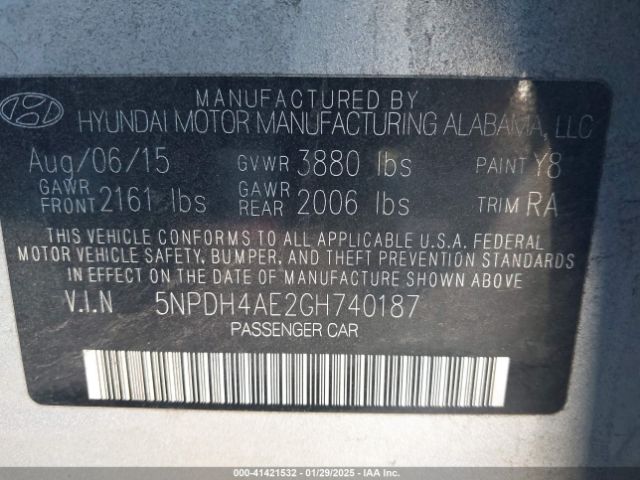 MANUFACTURED BY
HYUNDAI MOTOR MANUFACTURING ALABAMA, LLC
Aug/06/15 GVWR 3880 lbs PAINT Y8
GAWR FRONT 2161 lbs GAWR REAR 2006 lbs TRIM RA
THIS VEHICLE CONFORMS TO ALL APPLICABLE U.S.A. FEDERAL
MOTOR VEHICLE SAFETY, BUMPER, AND THEFT PREVENTION STANDARDS
IN EFFECT ON THE DATE OF MANUFACTURE SHOWN ABOVE.
V.I.N 5NPDH4AE2GH740187
PASSENGER CAR
000-41421532 - 01/29/2025 - IAA Inc.